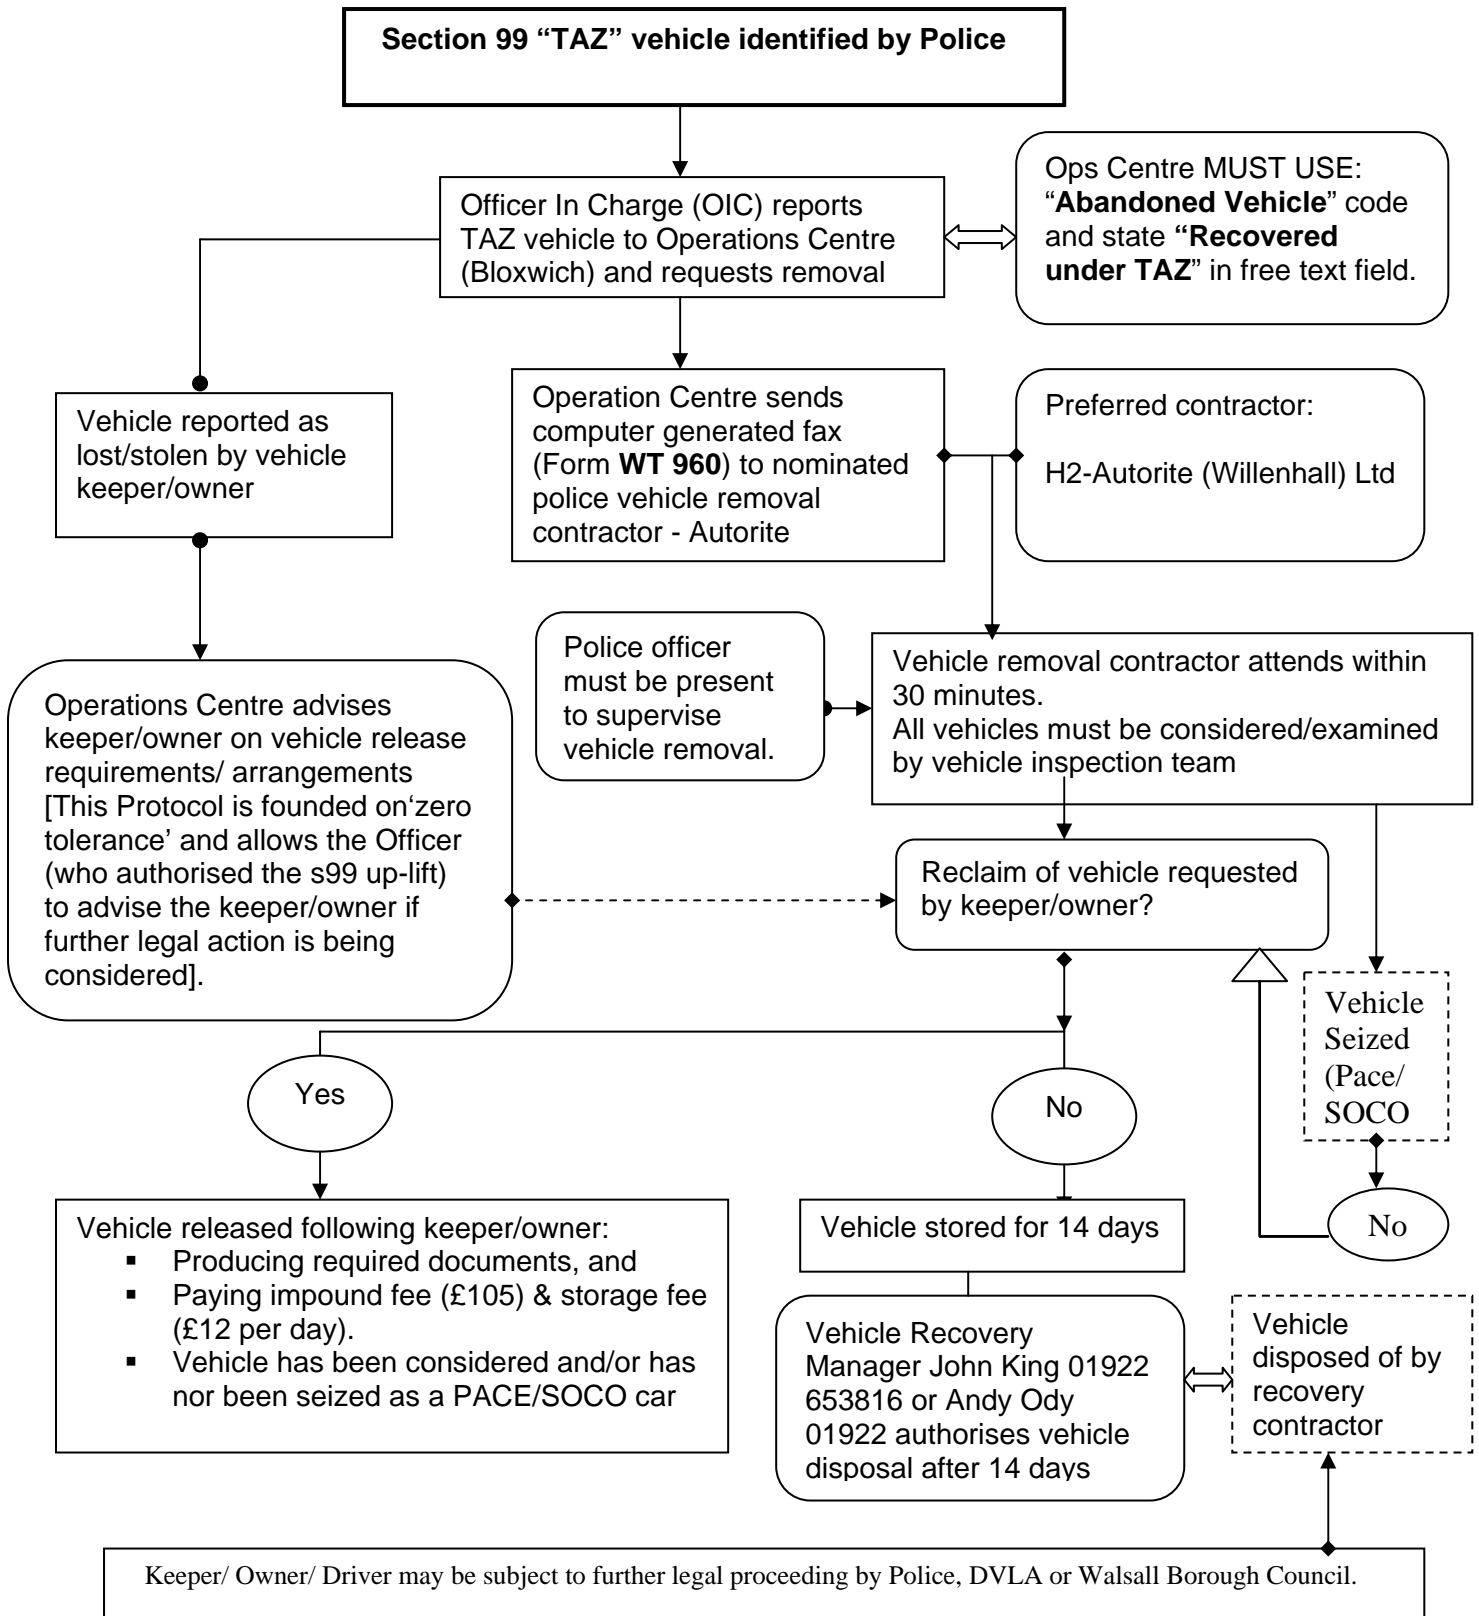 Section 99 “TAZ” vehicle identified by Police
Officer In Charge (OIC) reports
TAZ vehicle to Operations Centre
(Bloxwich) and requests removal
Ops Centre MUST USE:
“Abandoned Vehicle” code
and state “Recovered
under TAZ” in free text field.
Vehicle reported as
lost/stolen by vehicle
keeper/owner
Operation Centre sends
computer generated fax
(Form WT 960) to nominated
police vehicle removal
contractor - Autorite
Preferred contractor:
H2-Autorite (Willenhall) Ltd
Police officer
must be present
to supervise
vehicle removal.
Vehicle removal contractor attends within
30 minutes.
All vehicles must be considered/examined
by vehicle inspection team
Operations Centre advises
keeper/owner on vehicle release
requirements/ arrangements
[This Protocol is founded on‘zero
tolerance’ and allows the Officer
(who authorised the s99 up-lift)
to advise the keeper/owner if
further legal action is being
considered].
Reclaim of vehicle requested
by keeper/owner?
Vehicle
Seized
(Pace/
SOCO
Yes
No
No
Vehicle released following keeper/owner:
▪ Producing required documents, and
▪ Paying impound fee (£105) & storage fee
(£12 per day).
▪ Vehicle has been considered and/or has
nor been seized as a PACE/SOCO car
Vehicle stored for 14 days
Vehicle Recovery
Manager John King 01922
653816 or Andy Ody
01922 authorises vehicle
disposal after 14 days
Vehicle
disposed of by
recovery
contractor
Keeper/ Owner/ Driver may be subject to further legal proceeding by Police, DVLA or Walsall Borough Council.